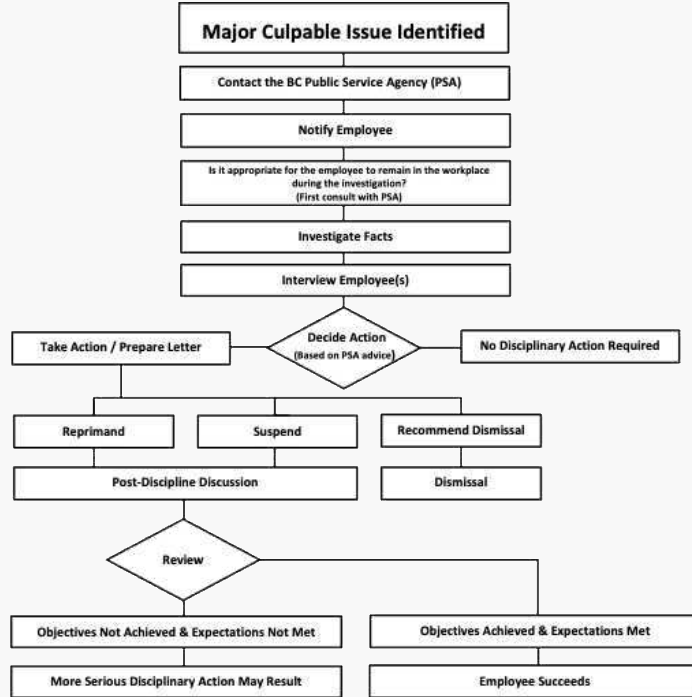 Major Culpable Issue Identified
Contact the BC Public Service Agency (PSA)
Notify Employee
Is it appropriate for the employee to remain in the workplace
during the investigation?
(First consult with PSA)
Investigate Facts
Interview Employee(s)
Decide Action
(Based on PSA advice)
Take Action / Prepare Letter
No Disciplinary Action Required
Reprimand
Suspend
Recommend Dismissal
Post-Discipline Discussion
Dismissal
Review
Objectives Not Achieved & Expectations Not Met
Objectives Achieved & Expectations Met
More Serious Disciplinary Action May Result
Employee Succeeds